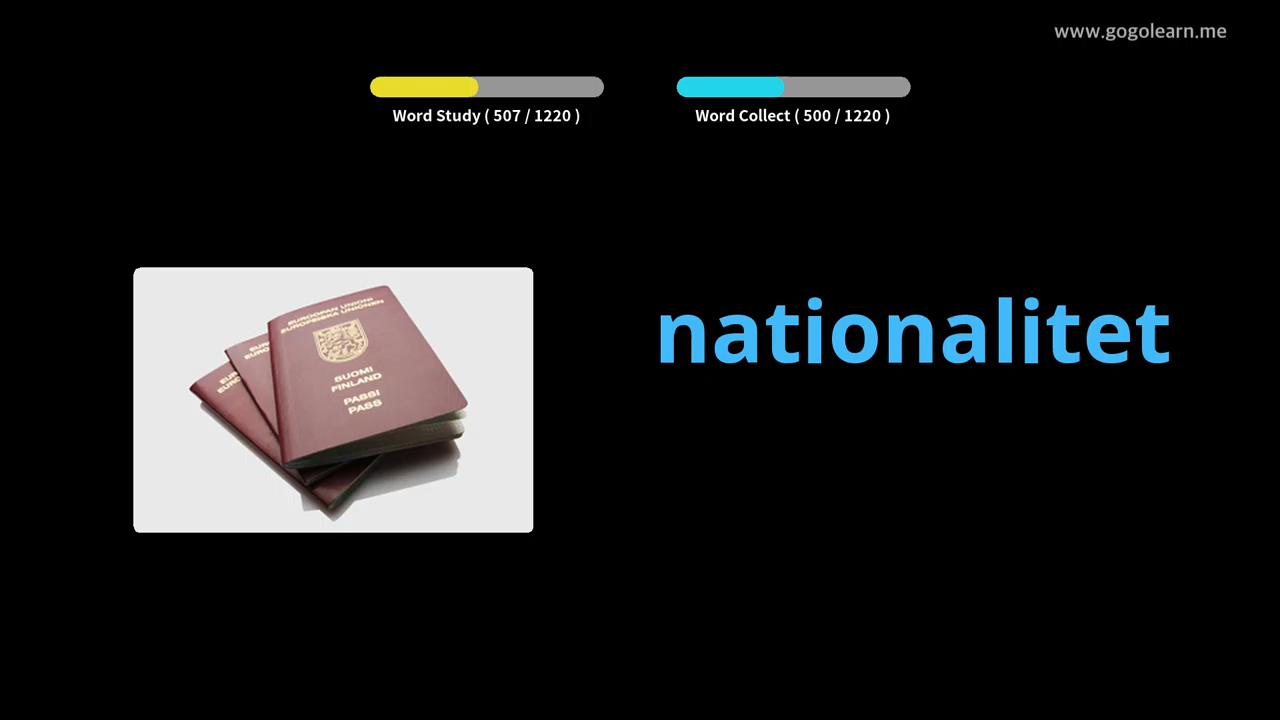 www.gogolearn.me
Word Study ( 507 / 1220 )
Word Collect ( 500 / 1220 )
nationalitet
EUROOPAN UNIONI
EUROPEISKA UNIONEN
SUOMI
FINLAND
PASSI
PASS